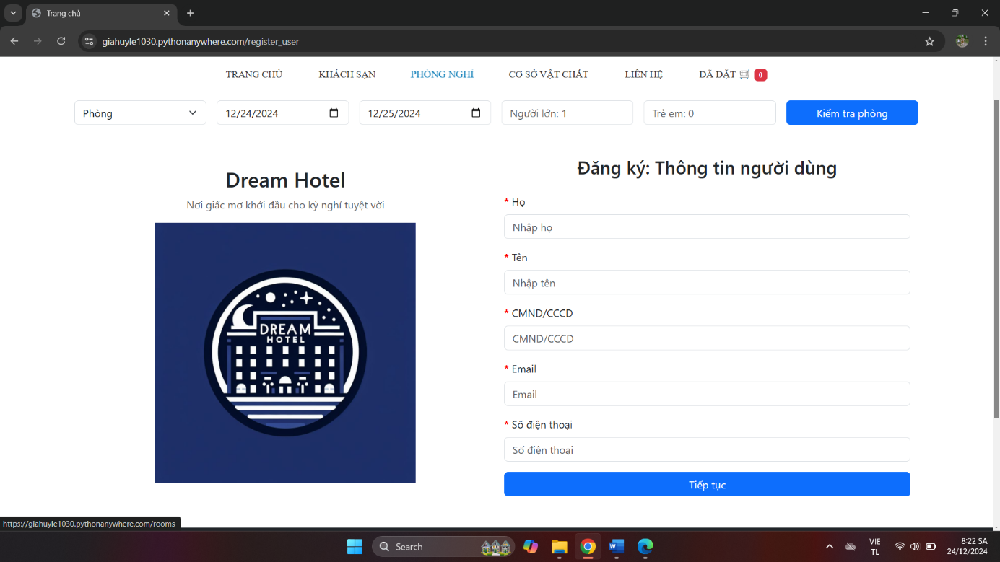 Trang chủ
giahuyle1030.pythonanywhere.com/register_user
TRANG CHỦ KHÁCH SẠN PHÒNG NGHỈ CƠ SỞ VẬT CHẤT LIÊN HỆ ĐÃ ĐẶT 0
Phòng 12/24/2024 12/25/2024 Người lớn: 1 Trẻ em: 0 Kiểm tra phòng
Dream Hotel
Nơi giấc mơ khởi đầu cho kỳ nghỉ tuyệt vời
DREAM
HOTEL
Đăng ký: Thông tin người dùng
* Họ
Nhập họ
* Tên
Nhập tên
* CMND/CCCD
CMND/CCCD
* Email
Email
* Số điện thoại
Số điện thoại
Tiếp tục
https://giahuyle1030.pythonanywhere.com/rooms
Search
VIE
TL
8:22 SA
24/12/2024